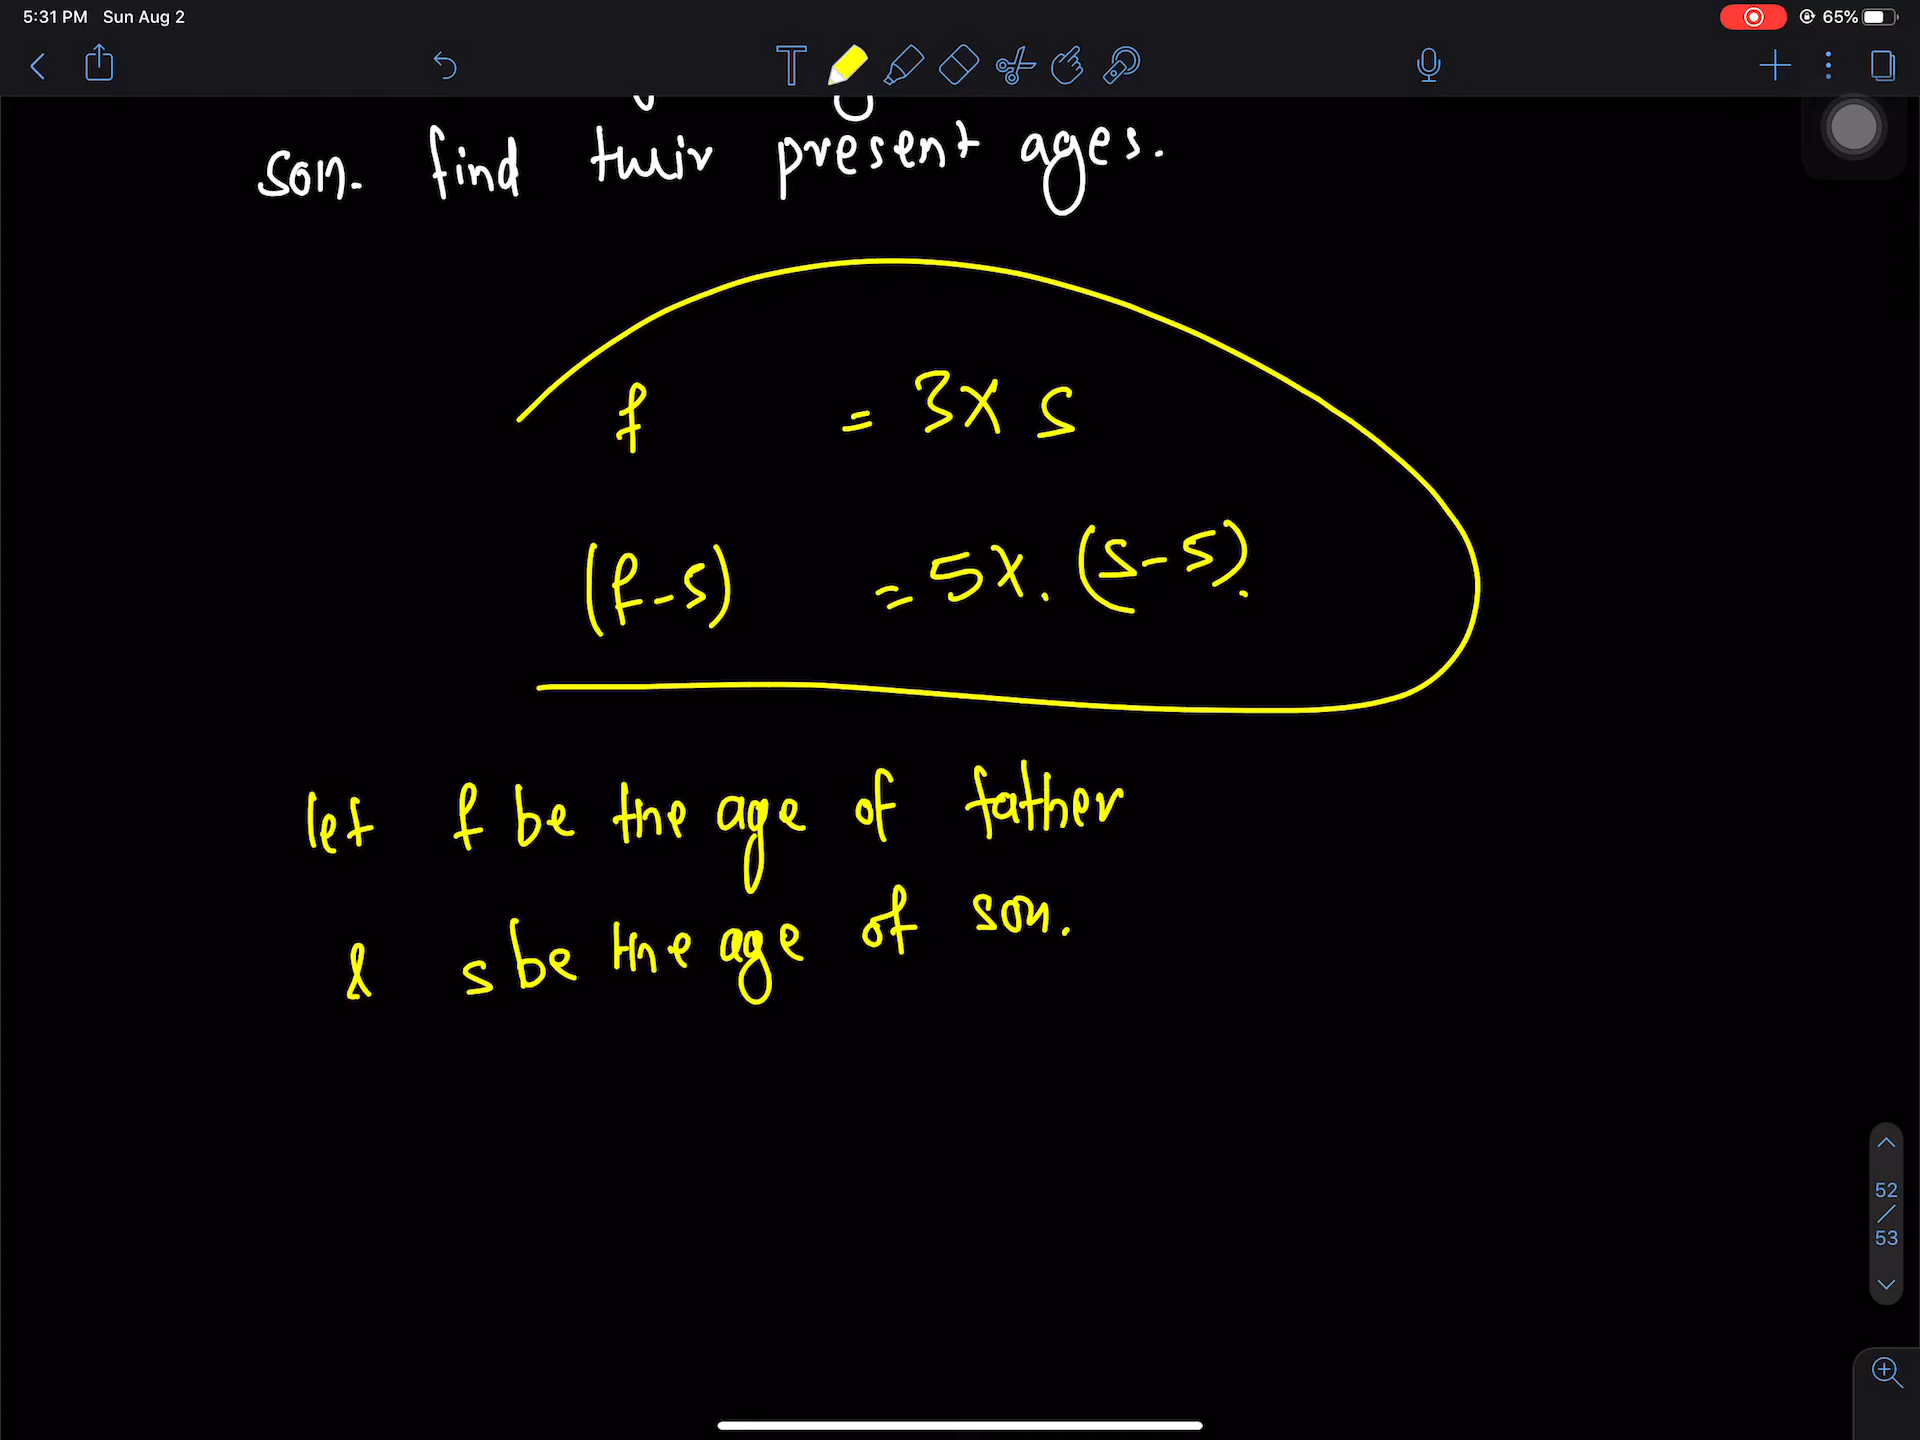 5:31 PM Sun Aug 2
65%
son. find their present ages.
f = 3x s
(f-5) = 5x. (s-5).
let f be the age of father
& s be the age of son.
52
/
53